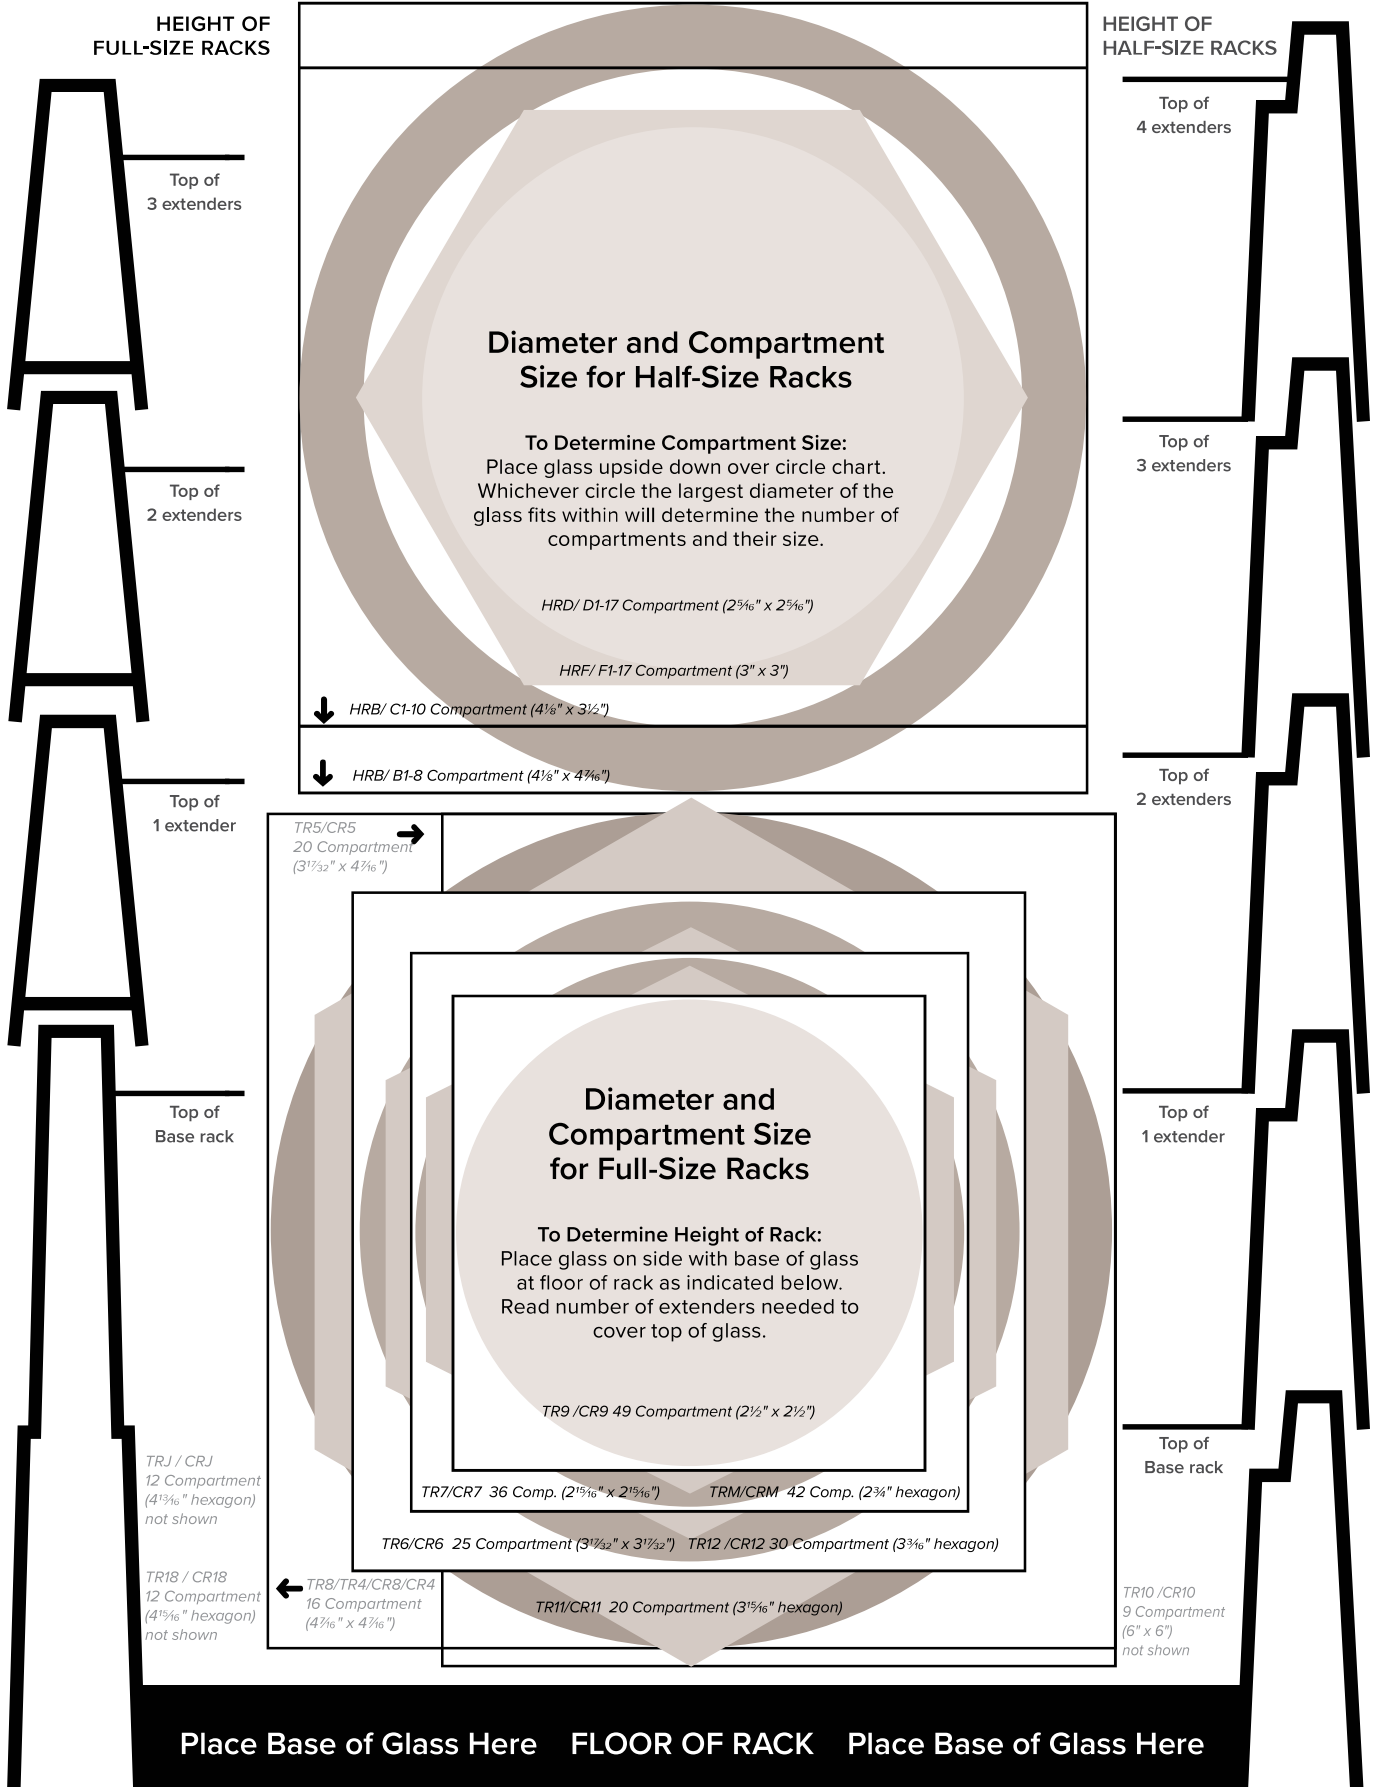 HEIGHT OF
FULL-SIZE RACKS
Top of
3 extenders
Top of
2 extenders
Top of
1 extender
Top of
Base rack
HEIGHT OF
HALF-SIZE RACKS
Top of
4 extenders
Top of
3 extenders
Top of
2 extenders
Top of
1 extender
Top of
Base rack
Diameter and Compartment
Size for Half-Size Racks
To Determine Compartment Size:
Place glass upside down over circle chart.
Whichever circle the largest diameter of the
glass fits within will determine the number of
compartments and their size.
HRD/ D1-17 Compartment (2⁵⁄₁₆" x 2⁵⁄₁₆")
HRF/ F1-17 Compartment (3" x 3")
HRB/ C1-10 Compartment (4⅛" x 3½")
HRB/ B1-8 Compartment (4⅛" x 4⁷⁄₁₆")
TR5/CR5
20 Compartment
(3¹⁷⁄₃₂" x 4⁷⁄₁₆")
Diameter and
Compartment Size
for Full-Size Racks
To Determine Height of Rack:
Place glass on side with base of glass
at floor of rack as indicated below.
Read number of extenders needed to
cover top of glass.
TR9 /CR9 49 Compartment (2½" x 2½")
TR7/CR7 36 Comp. (2¹⁵⁄₁₆" x 2¹⁵⁄₁₆")
TRM/CRM 42 Comp. (2¾" hexagon)
TR6/CR6 25 Compartment (3¹⁷⁄₃₂" x 3¹⁷⁄₃₂")
TR12 /CR12 30 Compartment (3³⁄₁₆" hexagon)
TR11/CR11 20 Compartment (3¹⁵⁄₁₆" hexagon)
TRJ / CRJ
12 Compartment
(4¹³⁄₁₆" hexagon)
not shown
TR18 / CR18
12 Compartment
(4¹⁵⁄₁₆" hexagon)
not shown
TR8/TR4/CR8/CR4
16 Compartment
(4⁷⁄₁₆" x 4⁷⁄₁₆")
TR10 /CR10
9 Compartment
(6" x 6")
not shown
Place Base of Glass Here FLOOR OF RACK Place Base of Glass Here